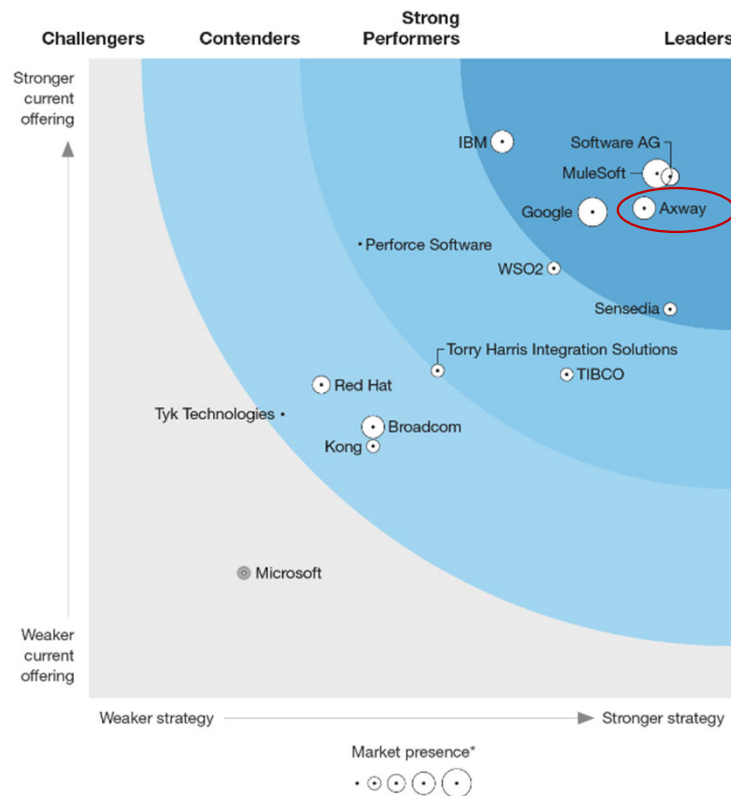 Challengers
Contenders
Strong
Performers
Leaders
Stronger
current
offering
IBM
Software AG
MuleSoft
Google
Axway
Perforce Software
WSO2
Sensedia
Torry Harris Integration Solutions
Red Hat
TIBCO
Tyk Technologies
Broadcom
Kong
Microsoft
Weaker
current
offering
Weaker strategy
Stronger strategy
Market presence*